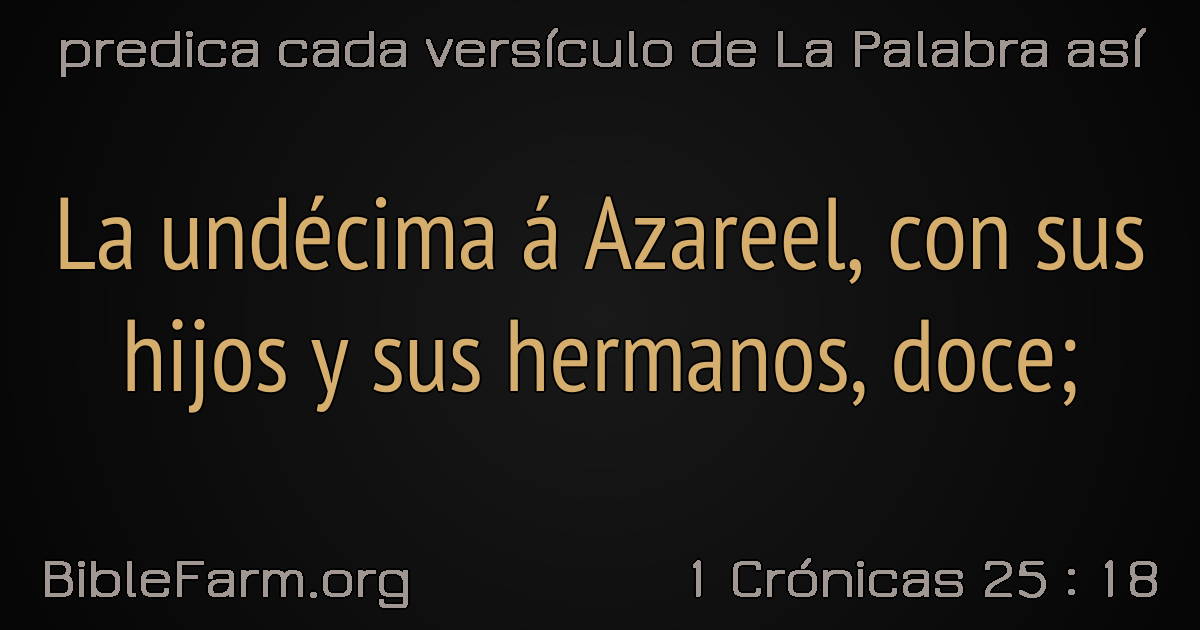 predica cada versículo de La Palabra así
La undécima á Azareel, con sus
hijos y sus hermanos, doce;
BibleFarm.org
1 Crónicas 25 : 18